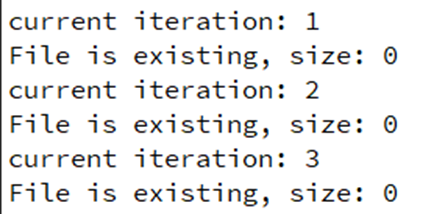 current iteration: 1
File is existing, size: 0
current iteration: 2
File is existing, size: 0
current iteration: 3
File is existing, size: 0